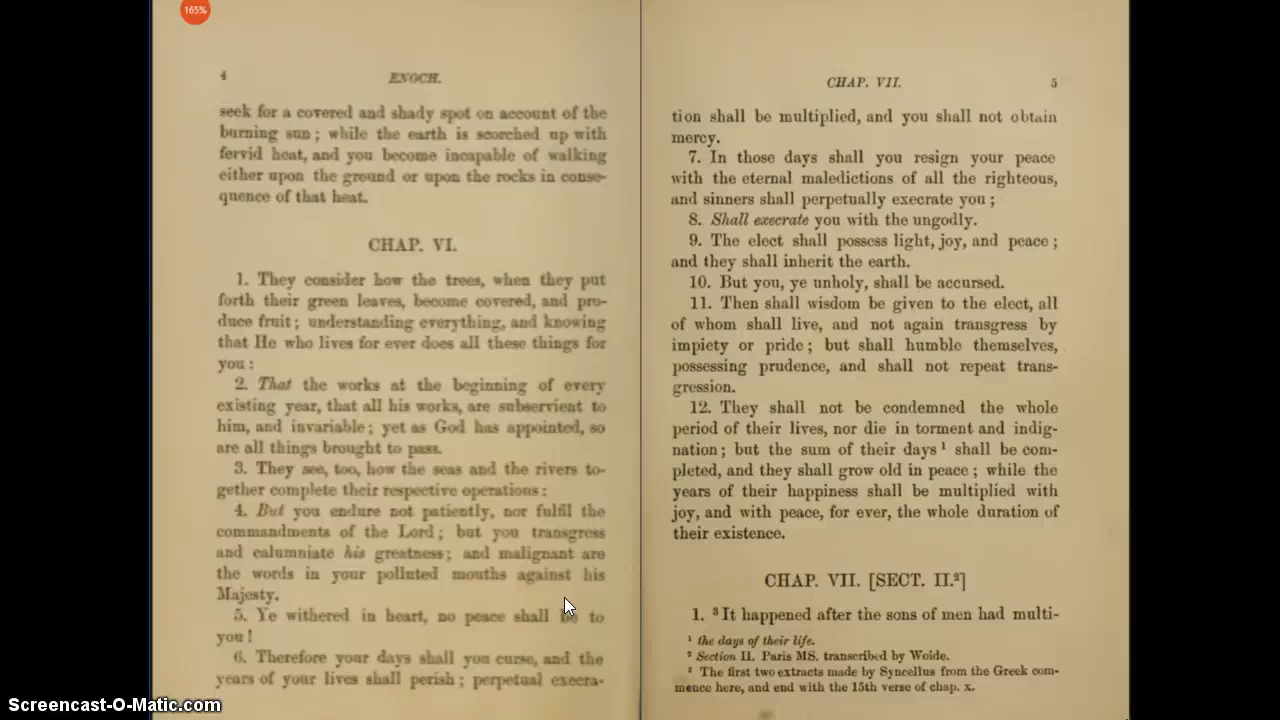 165%
4 ENOCH.
seek for a covered and shady spot on account of the
burning sun; while the earth is scorched up with
fervid heat, and you become incapable of walking
either upon the ground or upon the rocks in conse-
quence of that heat.
CHAP. VI.
1. They consider how the trees, when they put
forth their green leaves, become covered, and pro-
duce fruit; understanding everything, and knowing
that He who lives for ever does all these things for
you:
2. That the works at the beginning of every
existing year, that all his works, are subservient to
him, and invariable; yet as God has appointed, so
are all things brought to pass.
3. They see, too, how the seas and the rivers to-
gether complete their respective operations:
4. But you endure not patiently, nor fulfil the
commandments of the Lord; but you transgress
and calumniate his greatness; and malignant are
the words in your polluted mouths against his
Majesty.
5. Ye withered in heart, no peace shall be to
you!
6. Therefore your days shall you curse, and the
years of your lives shall perish; perpetual execra-
CHAP. VII. 5
tion shall be multiplied, and you shall not obtain
mercy.
7. In those days shall you resign your peace
with the eternal maledictions of all the righteous,
and sinners shall perpetually execrate you;
8. Shall execrate you with the ungodly.
9. The elect shall possess light, joy, and peace;
and they shall inherit the earth.
10. But you, ye unholy, shall be accursed.
11. Then shall wisdom be given to the elect, all
of whom shall live, and not again transgress by
impiety or pride; but shall humble themselves,
possessing prudence, and shall not repeat trans-
gression.
12. They shall not be condemned the whole
period of their lives, nor die in torment and indig-
nation; but the sum of their days ¹ shall be com-
pleted, and they shall grow old in peace; while the
years of their happiness shall be multiplied with
joy, and with peace, for ever, the whole duration of
their existence.
CHAP. VII. [SECT. II.²]
1. ³ It happened after the sons of men had multi-
¹ the days of their life.
² Section II. Paris MS. transcribed by Woide.
³ The first two extracts made by Syncellus from the Greek com-
mence here, and end with the 15th verse of chap. x.
Screencast-O-Matic.com